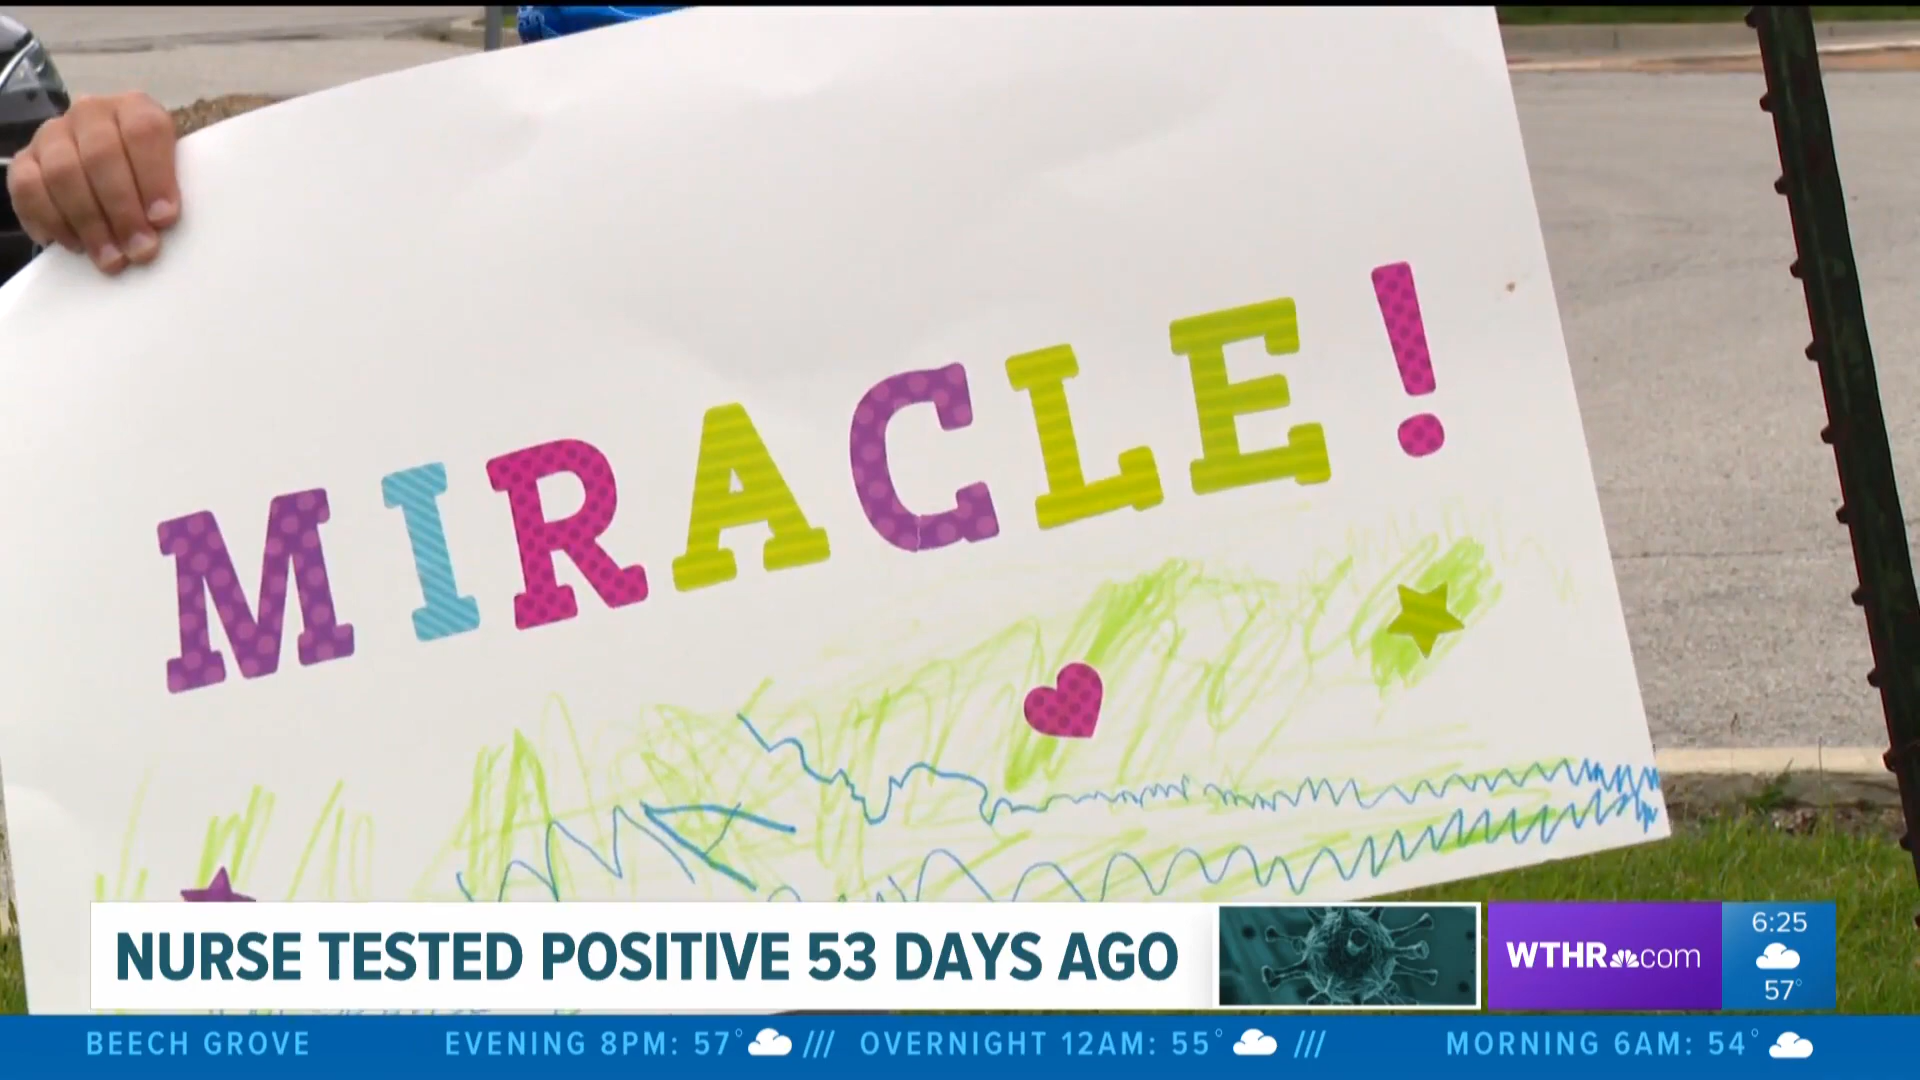 MIRACLE!
NURSE TESTED POSITIVE 53 DAYS AGO
WTHR.com
6:25
57°
BEECH GROVE EVENING 8PM: 57° /// OVERNIGHT 12AM: 55° /// MORNING 6AM: 54°